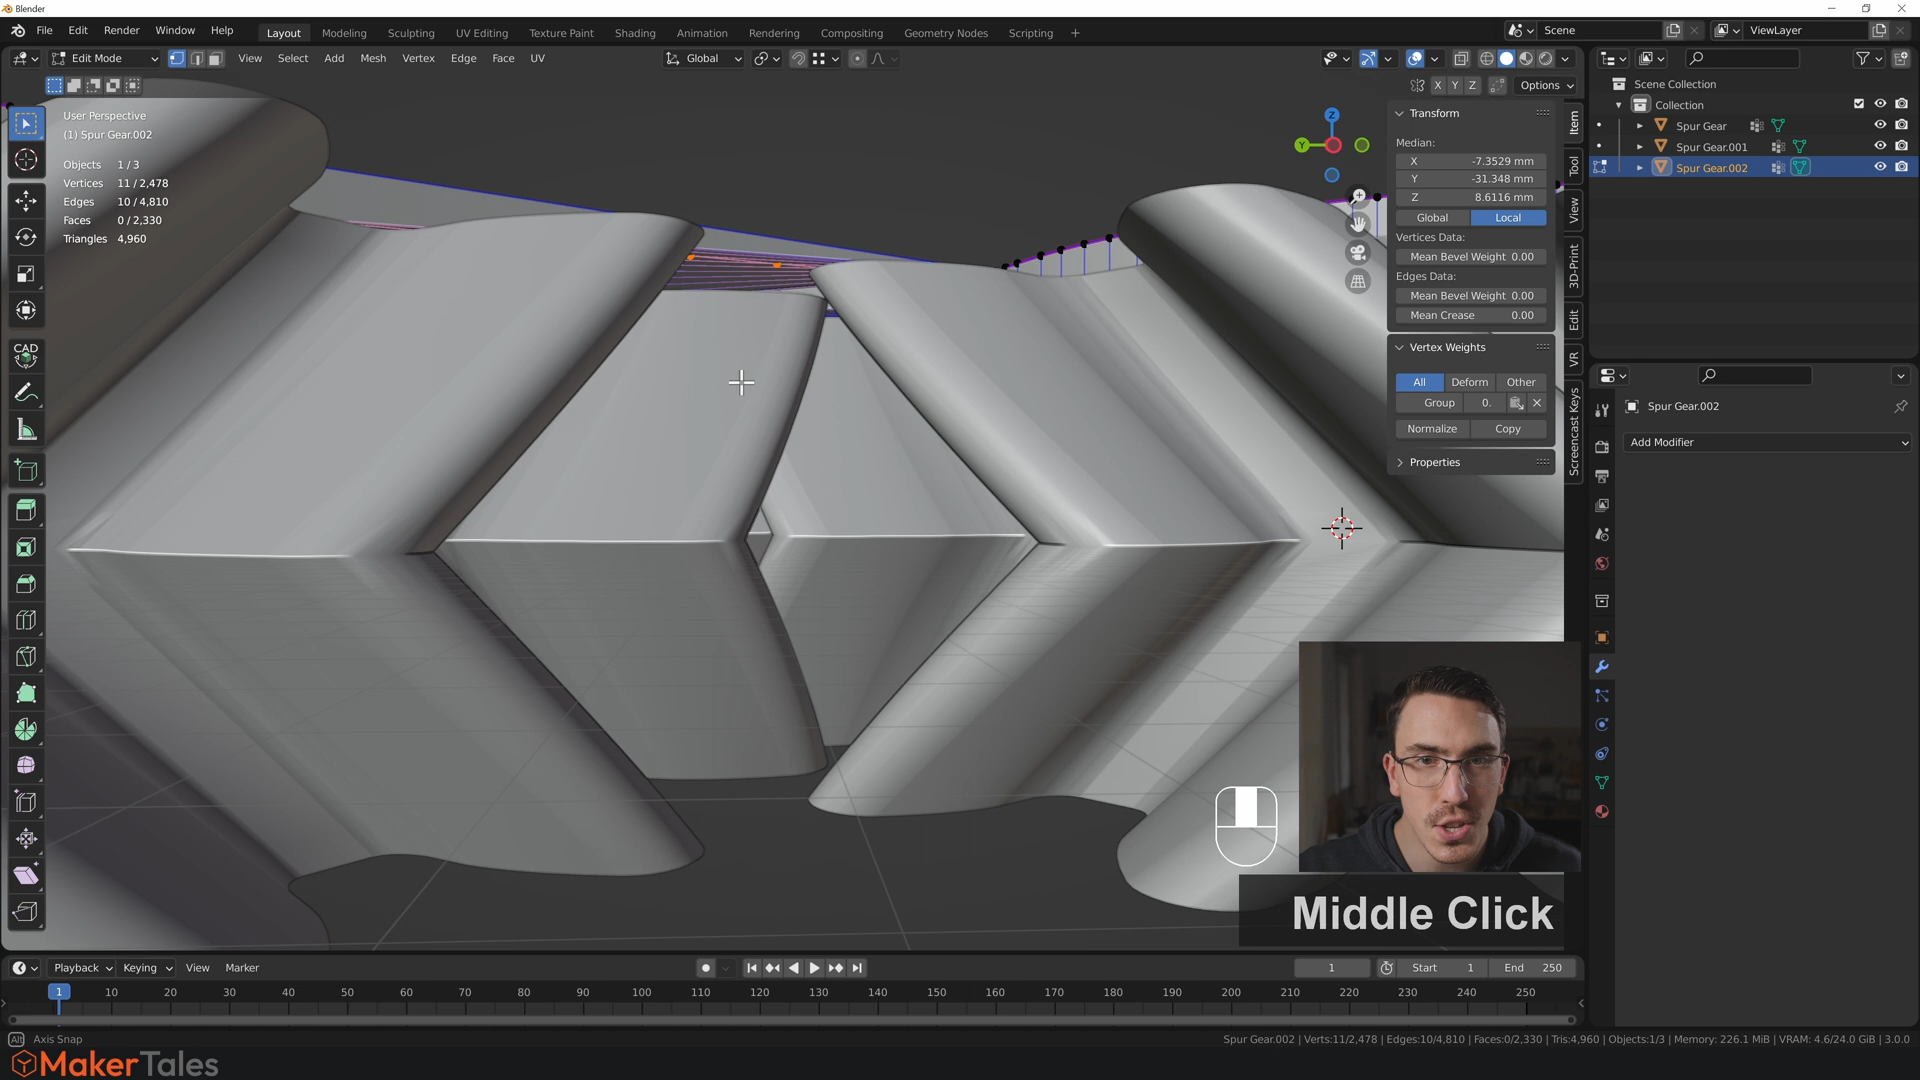 Blender
File Edit Render Window Help Layout Modeling Sculpting UV Editing Texture Paint Shading Animation Rendering Compositing Geometry Nodes Scripting +
Scene
ViewLayer
Edit Mode View Select Add Mesh Vertex Edge Face UV
Global
X Y Z Options
User Perspective
(1) Spur Gear.002
Objects 1 / 3
Vertices 11 / 2,478
Edges 10 / 4,810
Faces 0 / 2,330
Triangles 4,960
CAD
Z
Y
Transform
Median:
X -7.3529 mm
Y -31.348 mm
Z 8.6116 mm
Global Local
Vertices Data:
Mean Bevel Weight 0.00
Edges Data:
Mean Bevel Weight 0.00
Mean Crease 0.00
Vertex Weights
All Deform Other
Group 0.
Normalize Copy
Properties
Item
Tool
View
3D-Print
Edit
VR
Screencast Keys
Scene Collection
Collection
Spur Gear
Spur Gear.001
Spur Gear.002
Spur Gear.002
Add Modifier
Middle Click
Playback Keying View Marker
1 Start 1 End 250
1 10 20 30 40 50 60 70 80 90 100 110 120 130 140 150 160 170 180 190 200 210 220 230 240 250
Alt Axis Snap
Spur Gear.002 | Verts:11/2,478 | Edges:10/4,810 | Faces:0/2,330 | Tris:4,960 | Objects:1/3 | Memory: 226.1 MiB | VRAM: 4.6/24.0 GiB | 3.0.0
MakerTales